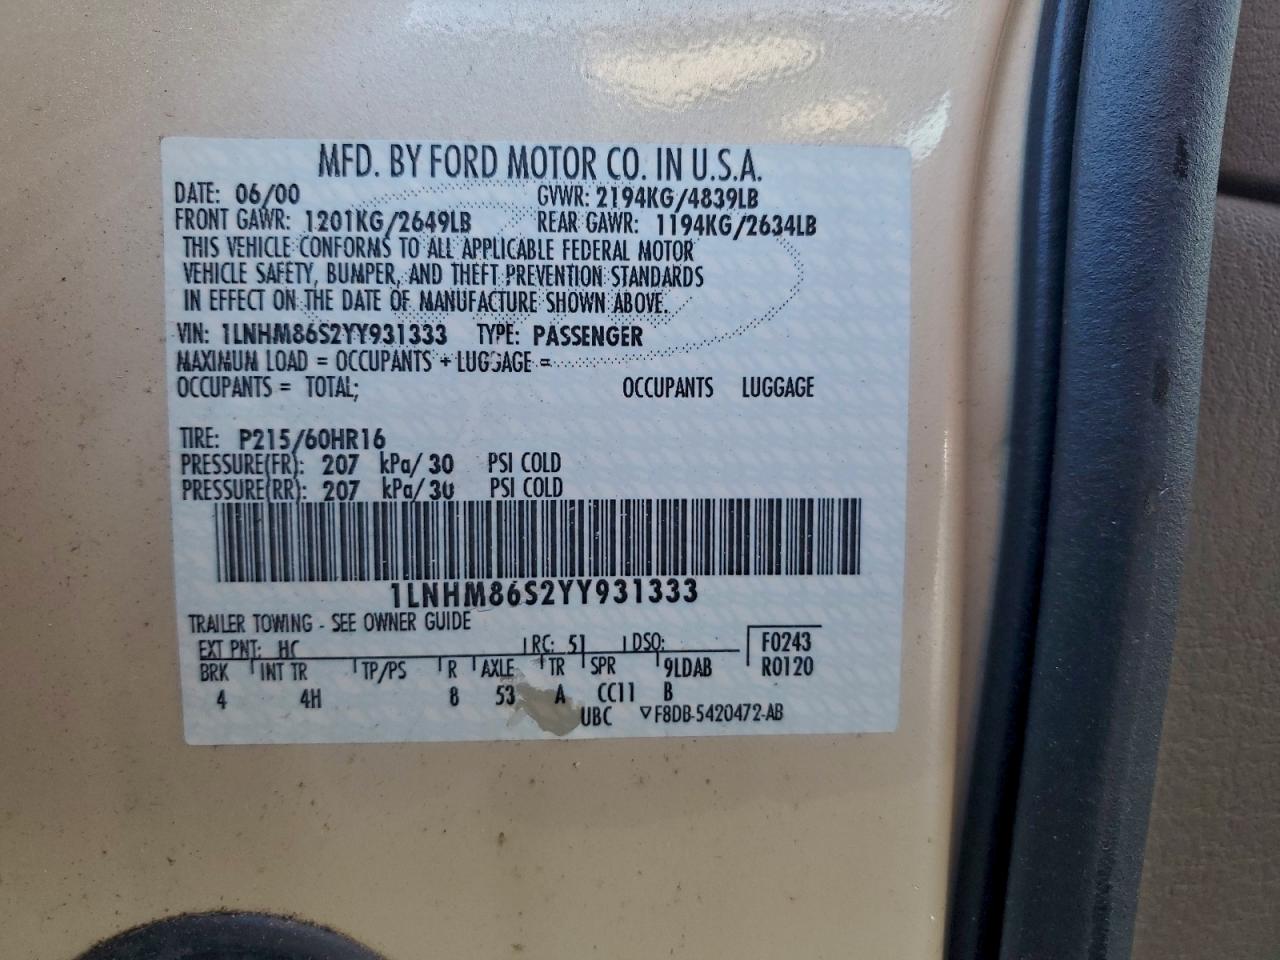 MFD. BY FORD MOTOR CO. IN U.S.A.
DATE: 06/00 GVWR: 2194KG/4839LB
FRONT GAWR: 1201KG/2649LB REAR GAWR: 1194KG/2634LB
THIS VEHICLE CONFORMS TO ALL APPLICABLE FEDERAL MOTOR
VEHICLE SAFETY, BUMPER, AND THEFT PREVENTION STANDARDS
IN EFFECT ON THE DATE OF MANUFACTURE SHOWN ABOVE.
VIN: 1LNHM86S2YY931333 TYPE: PASSENGER
MAXIMUM LOAD = OCCUPANTS + LUGGAGE =
OCCUPANTS = TOTAL; OCCUPANTS LUGGAGE
TIRE: P215/60HR16
PRESSURE(FR): 207 kPa/ 30 PSI COLD
PRESSURE(RR): 207 kPa/ 30 PSI COLD
1LNHM86S2YY931333
TRAILER TOWING - SEE OWNER GUIDE
EXT PNT: HC RC: 51 DSO: F0243
BRK INT TR TP/PS R AXLE TR SPR 9LDAB R0120
4 4H 8 53 A CC11 B
UBC ▽F8DB-5420472-AB